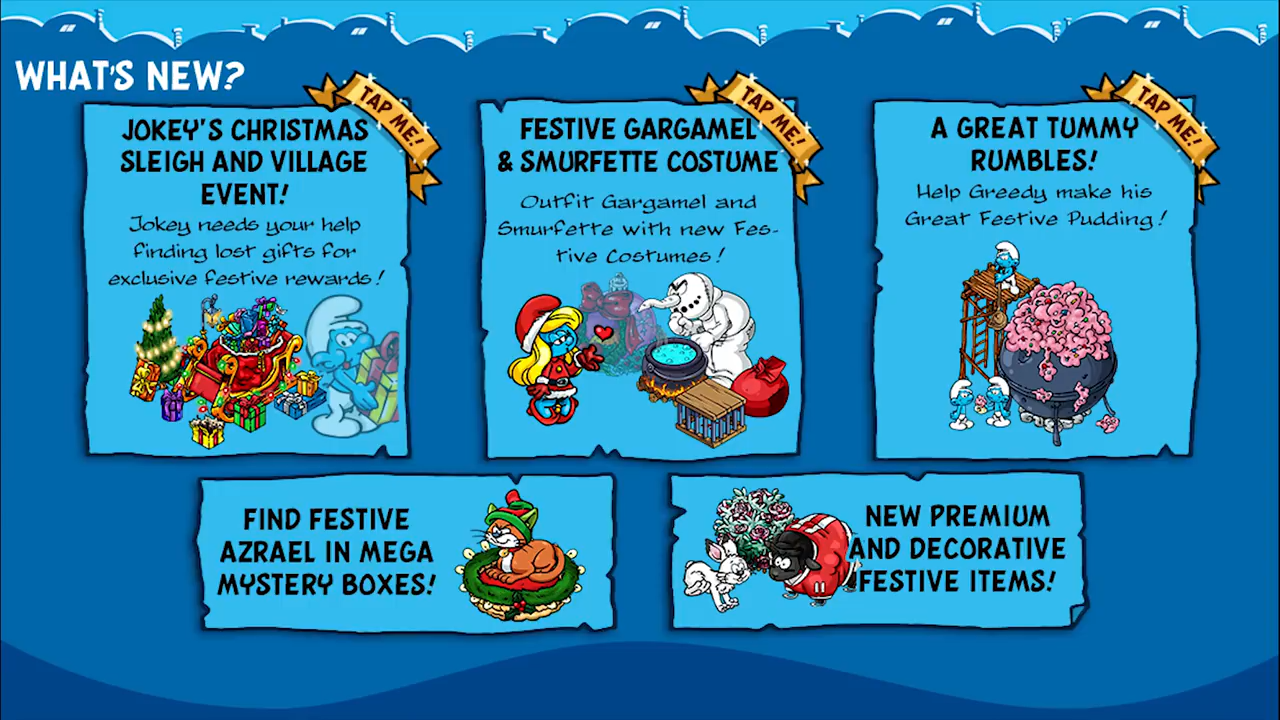 WHAT'S NEW?
TAP ME!
JOKEY'S CHRISTMAS
SLEIGH AND VILLAGE
EVENT!
Jokey needs your help
finding lost gifts for
exclusive festive rewards!
TAP ME!
FESTIVE GARGAMEL
& SMURFETTE COSTUME
Outfit Gargamel and
Smurfette with new Fes-
tive Costumes!
TAP ME!
A GREAT TUMMY
RUMBLES!
Help Greedy make his
Great Festive Pudding!
FIND FESTIVE
AZRAEL IN MEGA
MYSTERY BOXES!
NEW PREMIUM
AND DECORATIVE
FESTIVE ITEMS!